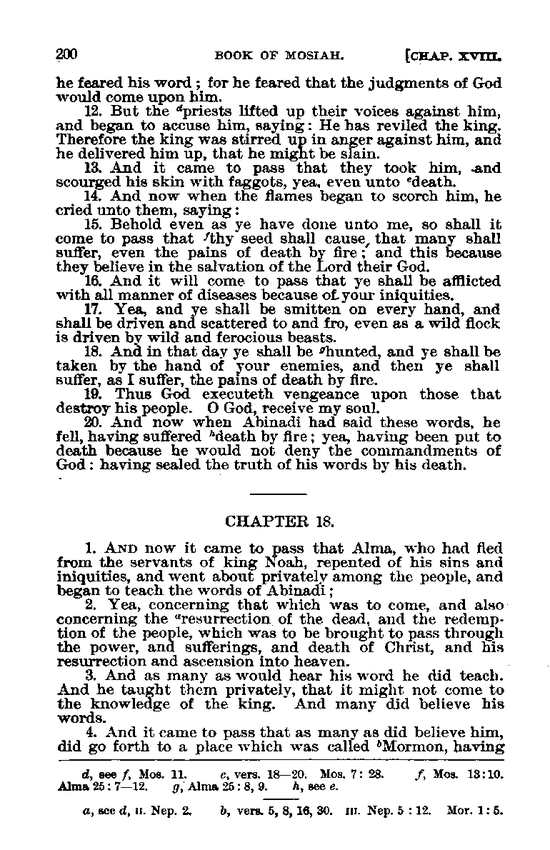 200 BOOK OF MOSIAH. [CHAP. XVIII.
he feared his word; for he feared that the judgments of God
would come upon him.
12. But the dpriests lifted up their voices against him,
and began to accuse him, saying: He has reviled the king.
Therefore the king was stirred up in anger against him, and
he delivered him up, that he might be slain.
13. And it came to pass that they took him, and
scourged his skin with faggots, yea, even unto edeath.
14. And now when the flames began to scorch him, he
cried unto them, saying:
15. Behold even as ye have done unto me, so shall it
come to pass that fthy seed shall cause, that many shall
suffer, even the pains of death by fire; and this because
they believe in the salvation of the Lord their God.
16. And it will come to pass that ye shall be afflicted
with all manner of diseases because of your iniquities.
17. Yea, and ye shall be smitten on every hand, and
shall be driven and scattered to and fro, even as a wild flock
is driven by wild and ferocious beasts.
18. And in that day ye shall be ghunted, and ye shall be
taken by the hand of your enemies, and then ye shall
suffer, as I suffer, the pains of death by fire.
19. Thus God executeth vengeance upon those that
destroy his people. O God, receive my soul.
20. And now when Abinadi had said these words, he
fell, having suffered hdeath by fire; yea, having been put to
death because he would not deny the commandments of
God: having sealed the truth of his words by his death.
CHAPTER 18.
1. AND now it came to pass that Alma, who had fled
from the servants of king Noah, repented of his sins and
iniquities, and went about privately among the people, and
began to teach the words of Abinadi;
2. Yea, concerning that which was to come, and also
concerning the aresurrection of the dead, and the redemp-
tion of the people, which was to be brought to pass through
the power, and sufferings, and death of Christ, and his
resurrection and ascension into heaven.
3. And as many as would hear his word he did teach.
And he taught them privately, that it might not come to
the knowledge of the king. And many did believe his
words.
4. And it came to pass that as many as did believe him,
did go forth to a place which was called bMormon, having
d, see f, Mos. 11. e, vers. 18—20. Mos. 7: 28. f, Mos. 13:10.
Alma 25: 7—12. g, Alma 25: 8, 9. h, see e.
a, see d, II. Nep. 2. b, vers. 5, 8, 16, 30. III. Nep. 5: 12. Mor. 1: 5.